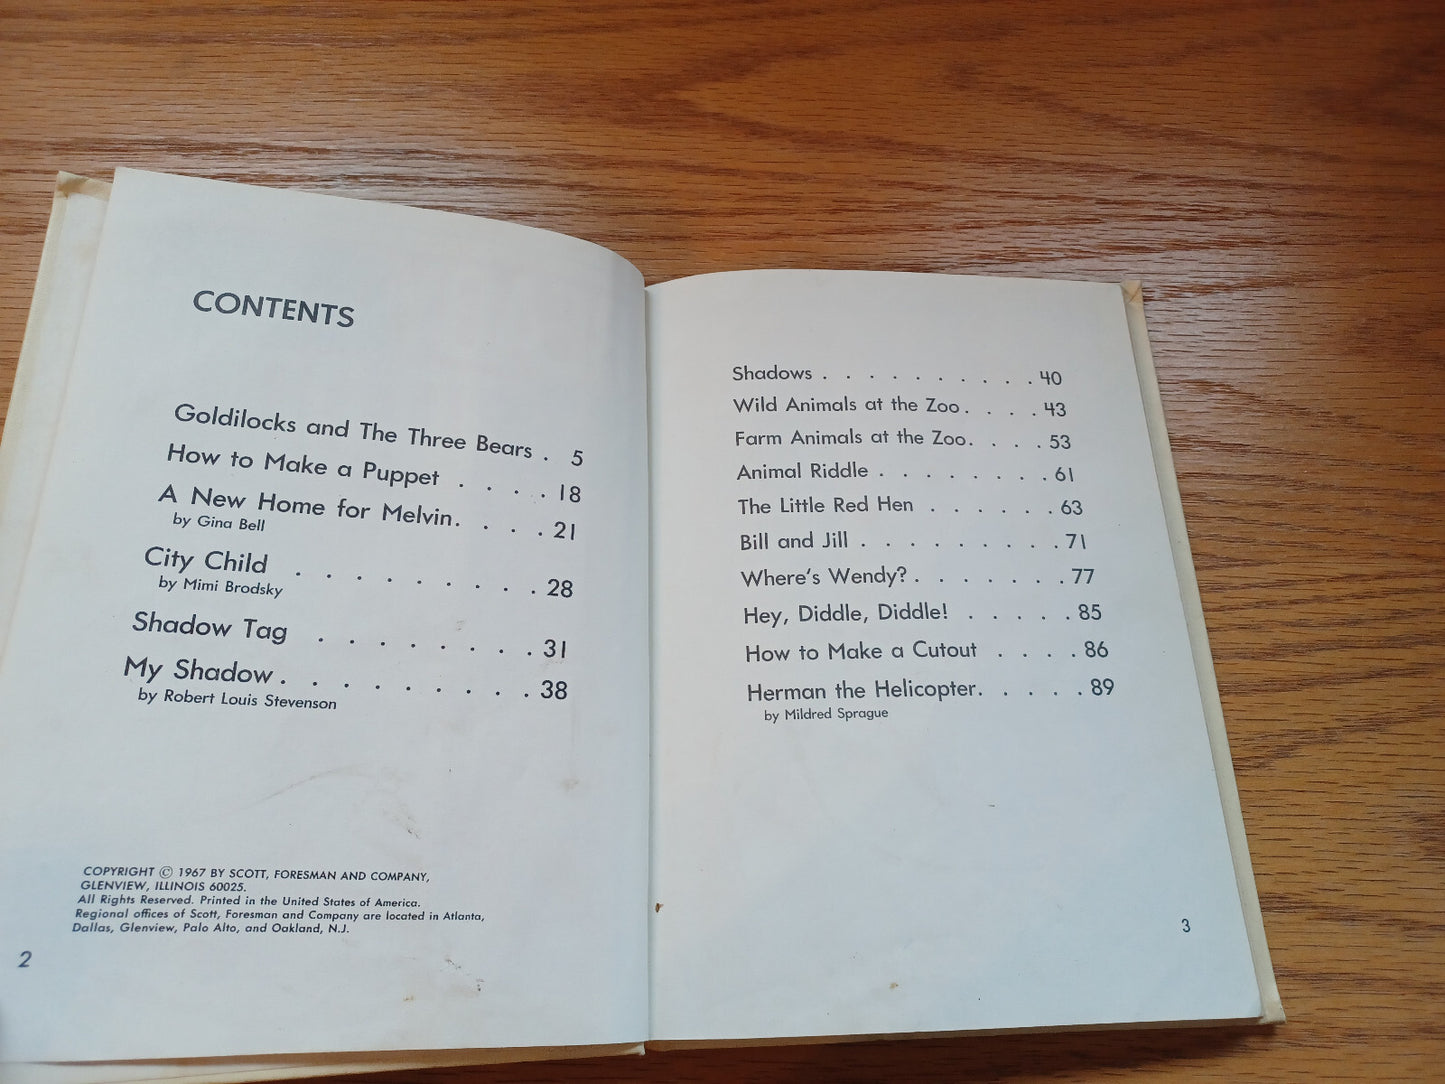 CONTENTS
Goldilocks and The Three Bears . 5
How to Make a Puppet . . . . 18
A New Home for Melvin. . . . 21
by Gina Bell
City Child . . . . . . . . . 28
by Mimi Brodsky
Shadow Tag . . . . . . . . 31
My Shadow. . . . . . . . . 38
by Robert Louis Stevenson
COPYRIGHT © 1967 BY SCOTT, FORESMAN AND COMPANY,
GLENVIEW, ILLINOIS 60025.
All Rights Reserved. Printed in the United States of America.
Regional offices of Scott, Foresman and Company are located in Atlanta,
Dallas, Glenview, Palo Alto, and Oakland, N.J.
2
Shadows . . . . . . . . . . 40
Wild Animals at the Zoo. . . . 43
Farm Animals at the Zoo. . . . 53
Animal Riddle . . . . . . . . 61
The Little Red Hen . . . . . . 63
Bill and Jill . . . . . . . . . 71
Where's Wendy? . . . . . . . 77
Hey, Diddle, Diddle! . . . . . 85
How to Make a Cutout . . . . 86
Herman the Helicopter. . . . . 89
by Mildred Sprague
3